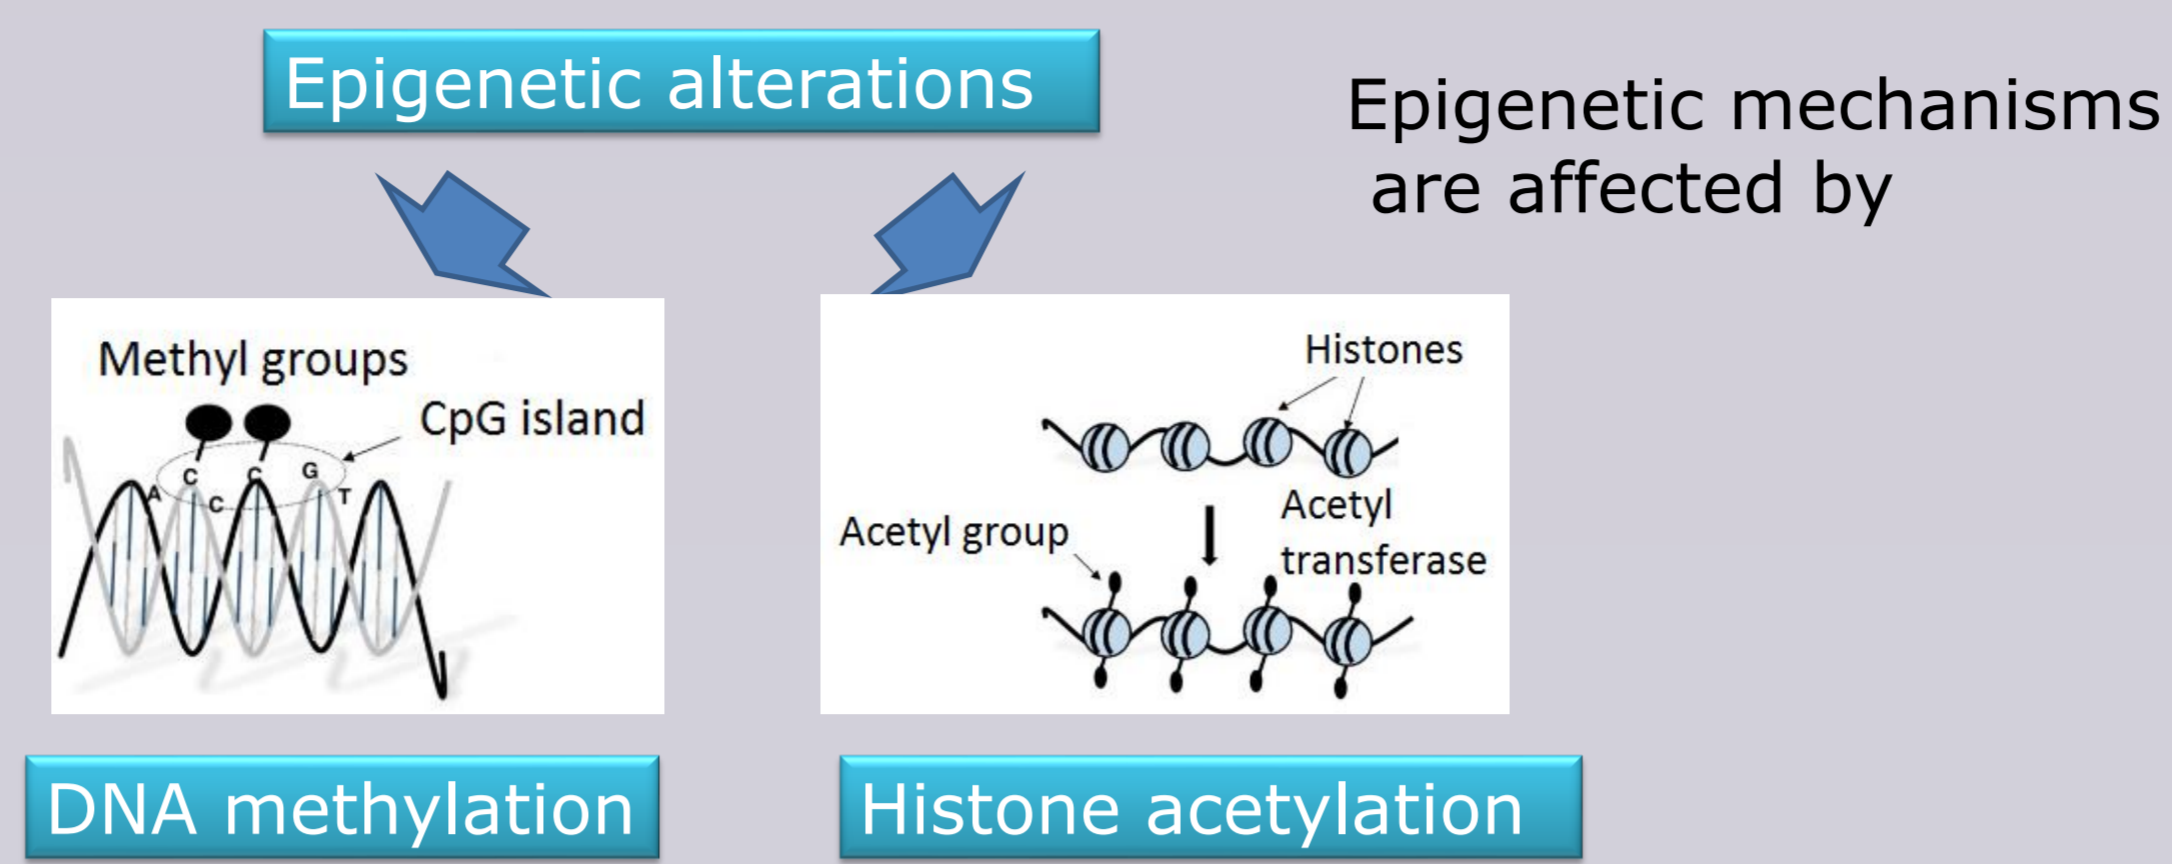 Epigenetic alterations
Epigenetic mechanisms
are affected by
Methyl groups
CpG island
A
C
C
C
G
T
Histones
Acetyl group
Acetyl
transferase
DNA methylation
Histone acetylation